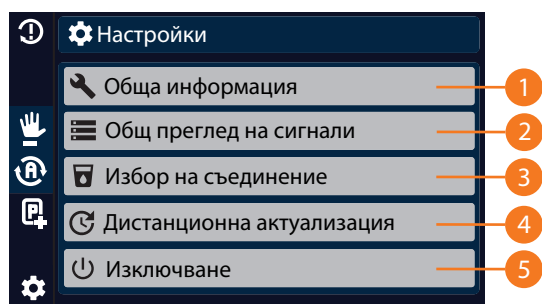 Настройки
Обща информация 1
Общ преглед на сигнали 2
Избор на съединение 3
Дистанционна актуализация 4
Изключване 5
A
P